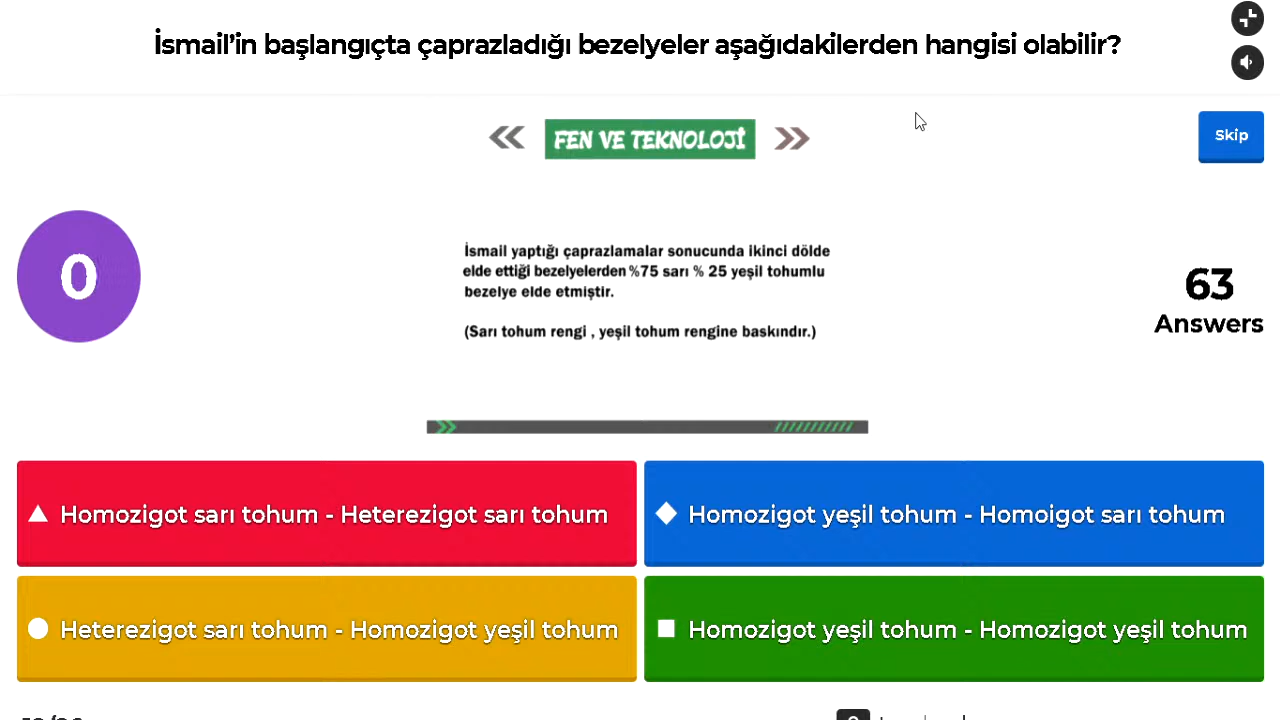 İsmail’in başlangıçta çaprazladığı bezelyeler aşağıdakilerden hangisi olabilir?
FEN VE TEKNOLOJİ
Skip
0
İsmail yaptığı çaprazlamalar sonucunda ikinci dölde
elde ettiği bezelyelerden %75 sarı % 25 yeşil tohumlu
bezelye elde etmiştir.
(Sarı tohum rengi , yeşil tohum rengine baskındır.)
63
Answers
Homozigot sarı tohum - Heterezigot sarı tohum
Homozigot yeşil tohum - Homoigot sarı tohum
Heterezigot sarı tohum - Homozigot yeşil tohum
Homozigot yeşil tohum - Homozigot yeşil tohum